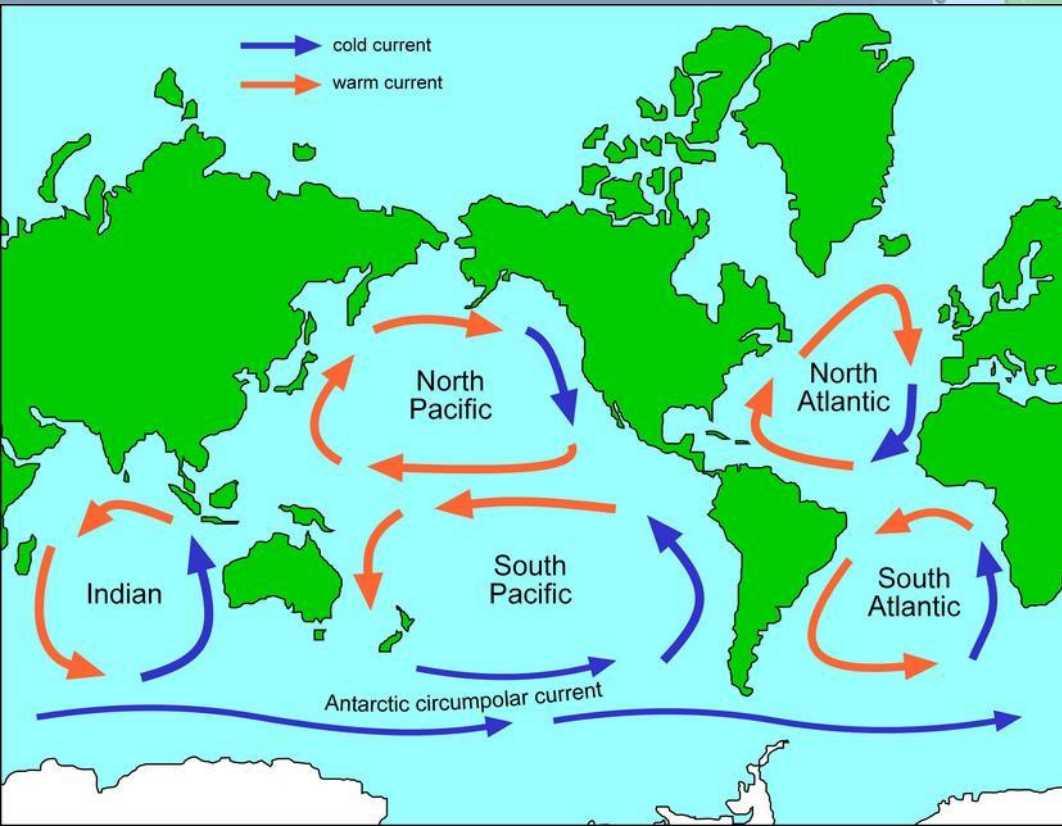 cold current
warm current
North
Pacific
North
Atlantic
Indian
South
Pacific
South
Atlantic
Antarctic circumpolar current